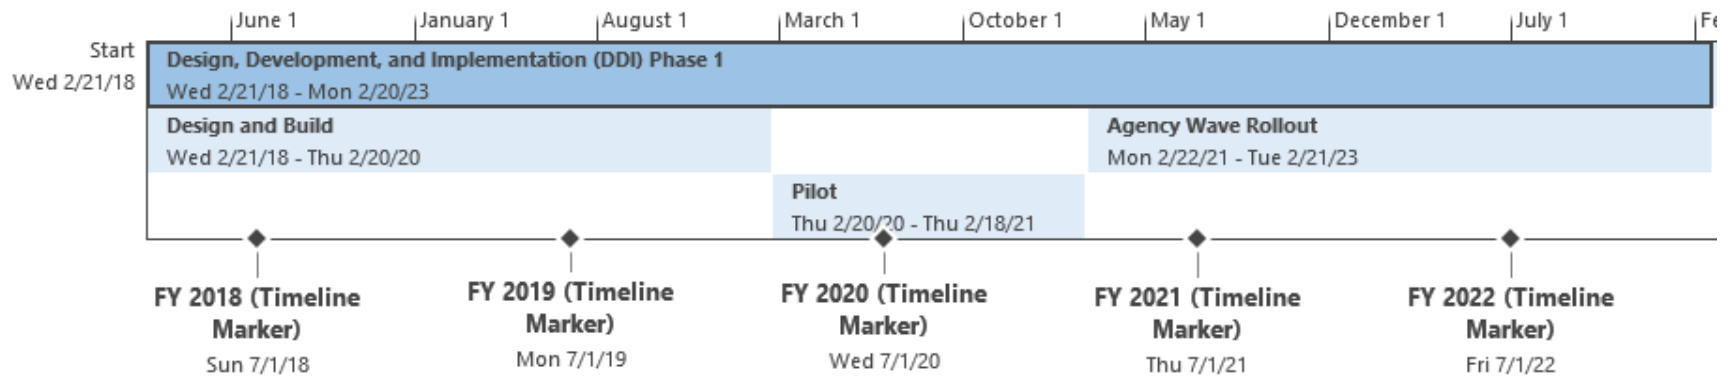 June 1
January 1
August 1
March 1
October 1
May 1
December 1
July 1
Fe
Start
Wed 2/21/18
Design, Development, and Implementation (DDI) Phase 1
Wed 2/21/18 - Mon 2/20/23
Design and Build
Wed 2/21/18 - Thu 2/20/20
Agency Wave Rollout
Mon 2/22/21 - Tue 2/21/23
Pilot
Thu 2/20/20 - Thu 2/18/21
FY 2018 (Timeline
Marker)
Sun 7/1/18
FY 2019 (Timeline
Marker)
Mon 7/1/19
FY 2020 (Timeline
Marker)
Wed 7/1/20
FY 2021 (Timeline
Marker)
Thu 7/1/21
FY 2022 (Timeline
Marker)
Fri 7/1/22